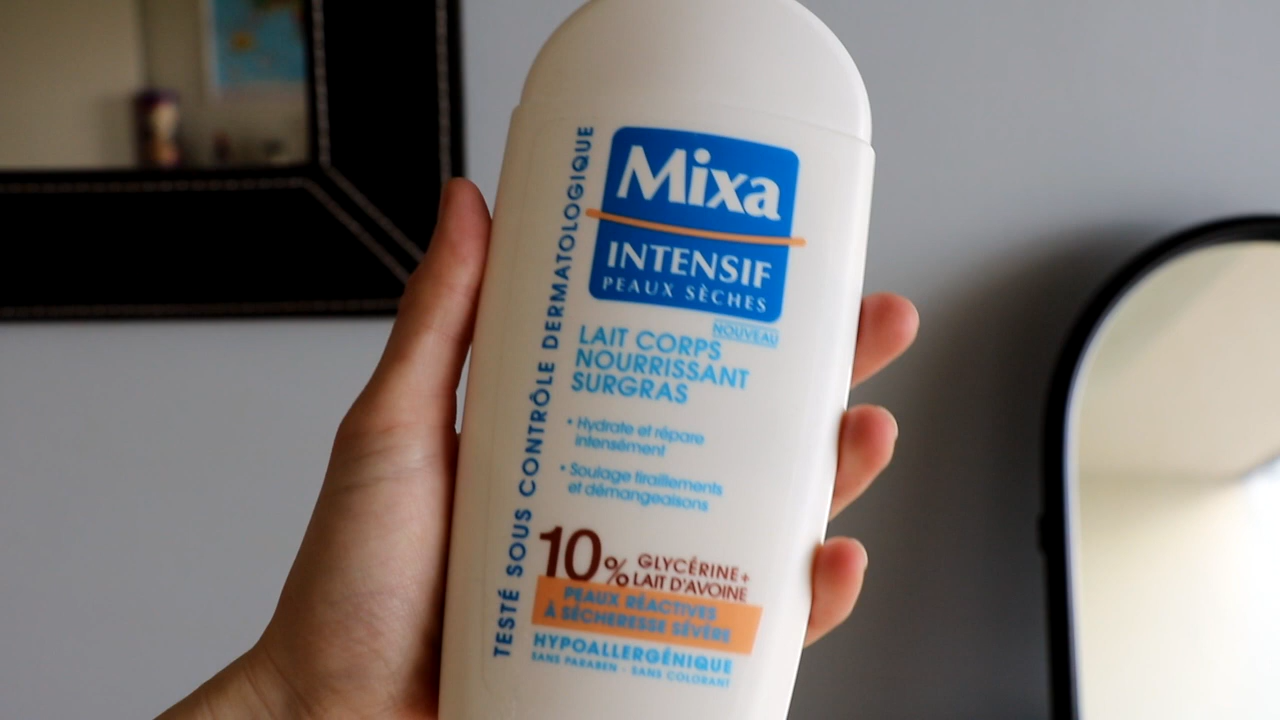 Mixa
INTENSIF
PEAUX SÈCHES
NOUVEAU
LAIT CORPS
NOURRISSANT
SURGRAS
• Hydrate et répare
intensément
• Soulage tiraillements
et démangeaisons
10% GLYCÉRINE+
LAIT D'AVOINE
PEAUX RÉACTIVES
À SÉCHERESSE SÉVÈRE
HYPOALLERGÉNIQUE
SANS PARABEN - SANS COLORANT
TESTÉ SOUS CONTRÔLE DERMATOLOGIQUE